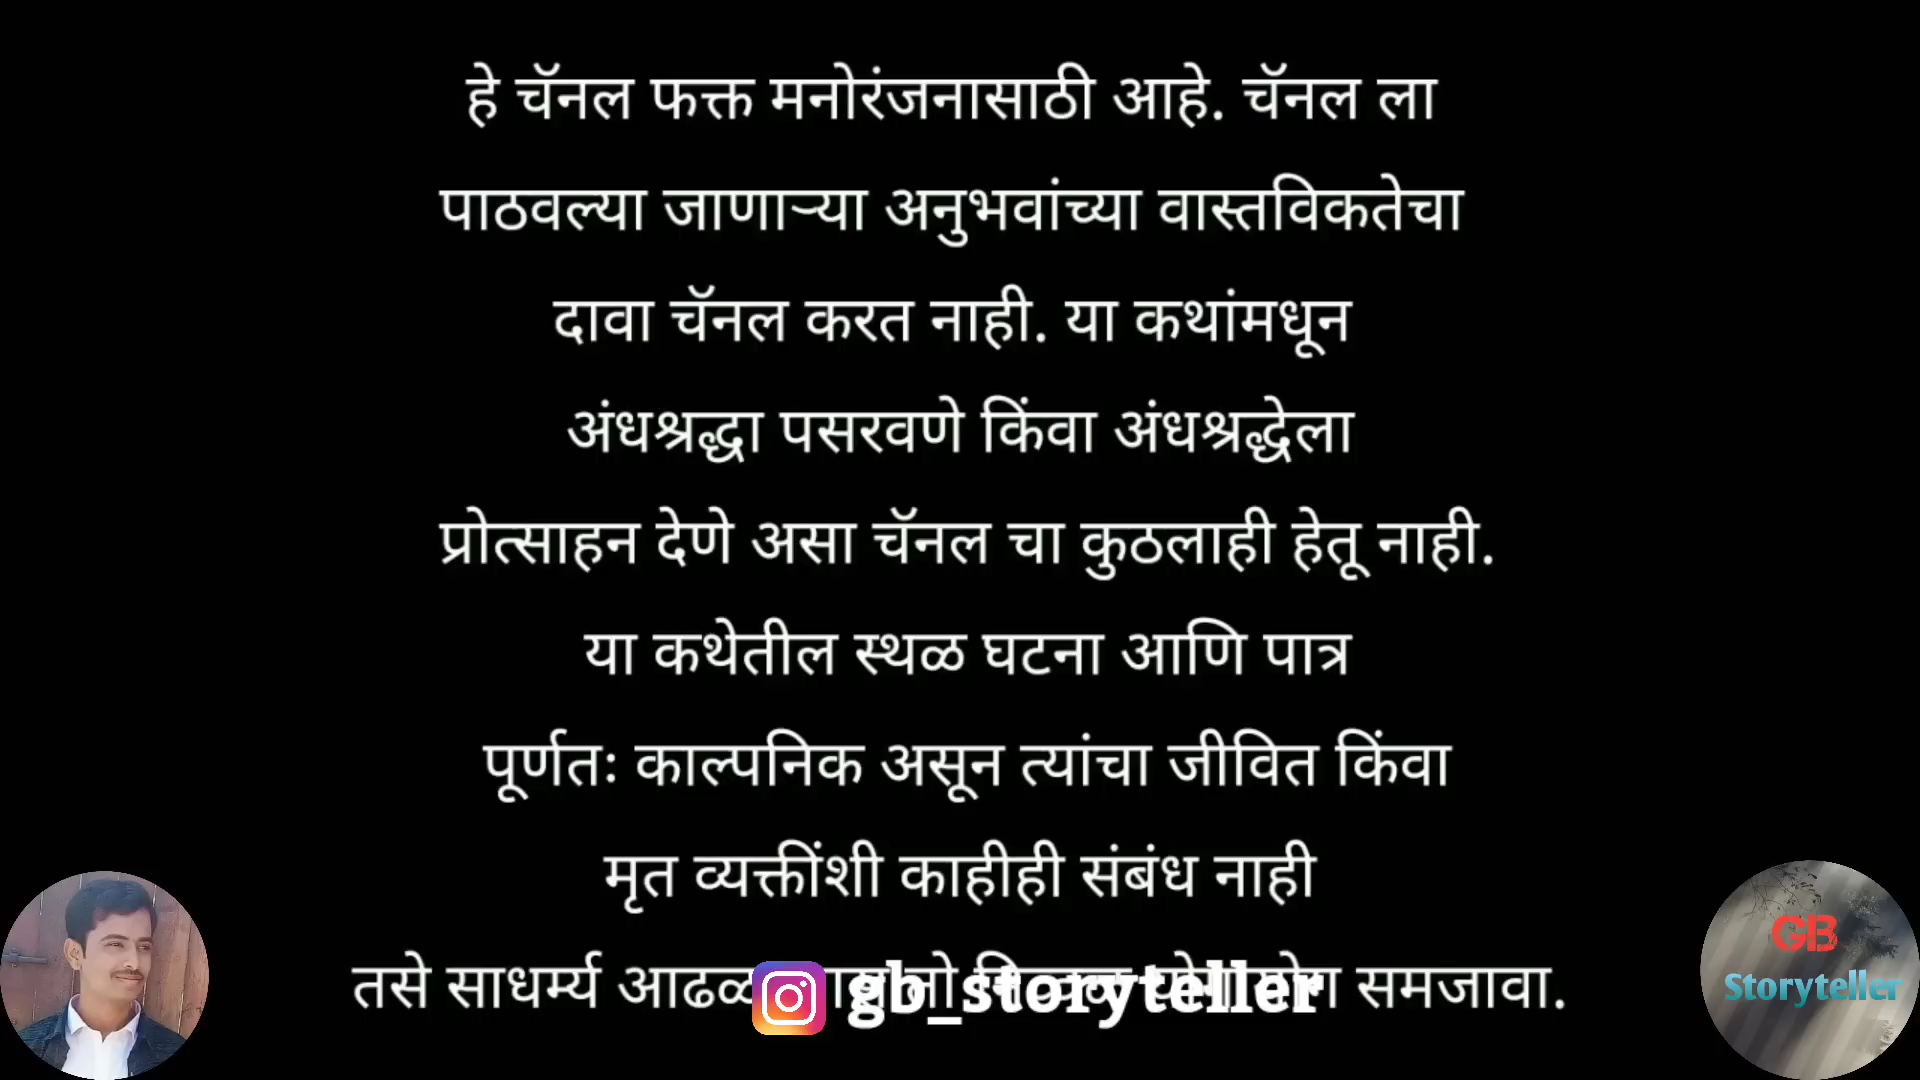 हे चॅनल फक्त मनोरंजनासाठी आहे. चॅनल ला
पाठवल्या जाणाऱ्या अनुभवांच्या वास्तविकतेचा
दावा चॅनल करत नाही. या कथांमधून
अंधश्रद्धा पसरवणे किंवा अंधश्रद्धेला
प्रोत्साहन देणे असा चॅनल चा कुठलाही हेतू नाही.
या कथेतील स्थळ घटना आणि पात्र
पूर्णतः काल्पनिक असून त्यांचा जीवित किंवा
मृत व्यक्तींशी काहीही संबंध नाही
तसे साधर्म्य समजावा.
gb_storyteller
GB
Storyteller